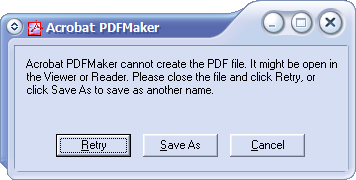 Acrobat PDFMaker
Acrobat PDFMaker cannot create the PDF file. It might be open in
the Viewer or Reader. Please close the file and click Retry, or
click Save As to save as another name.
Retry Save As Cancel